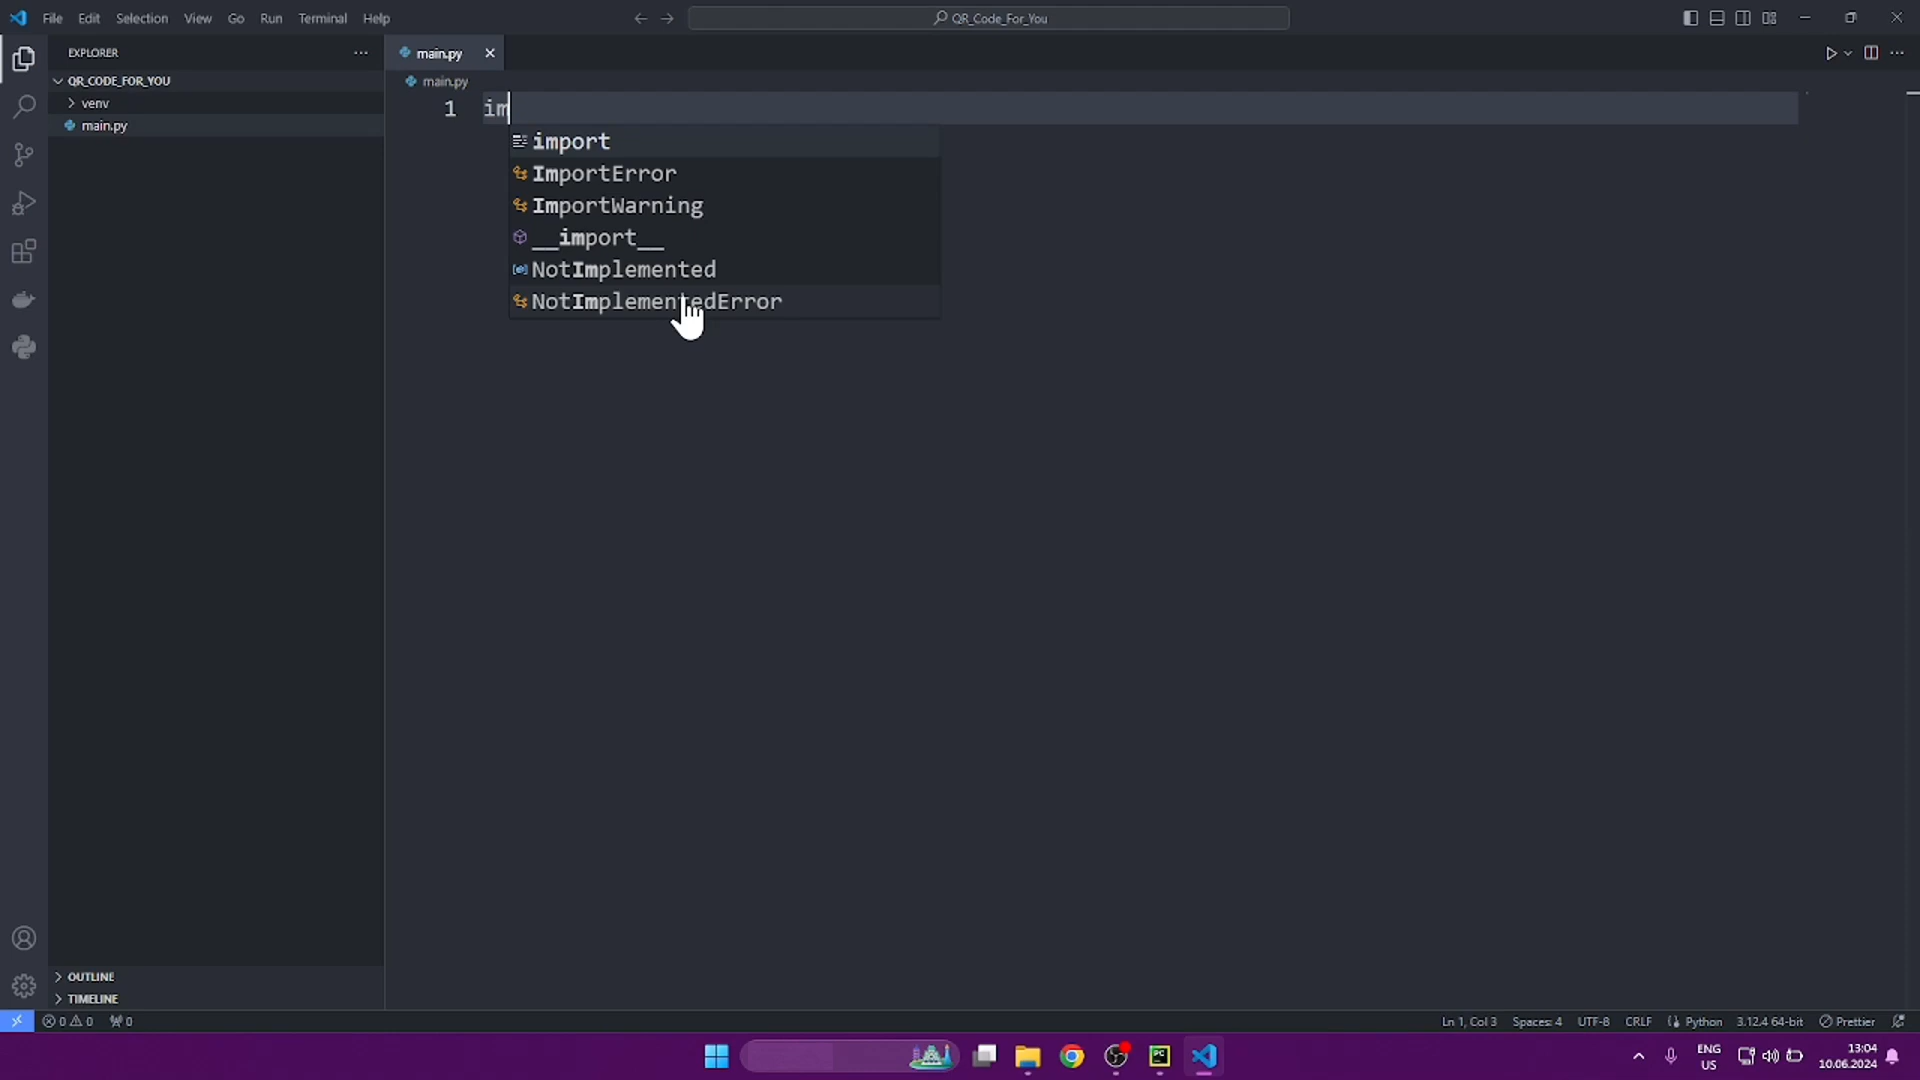 File Edit Selection View Go Run Terminal Help
QR_Code_For_You
EXPLORER
main.py
QR_CODE_FOR_YOU
main.py
venv
1 im
main.py
import
ImportError
ImportWarning
__import__
NotImplemented
NotImplementedError
OUTLINE
TIMELINE
0 0 0
Ln 1, Col 3 Spaces: 4 UTF-8 CRLF Python 3.12.4 64-bit Prettier
PC
ENG
US
13:04
10.06.2024